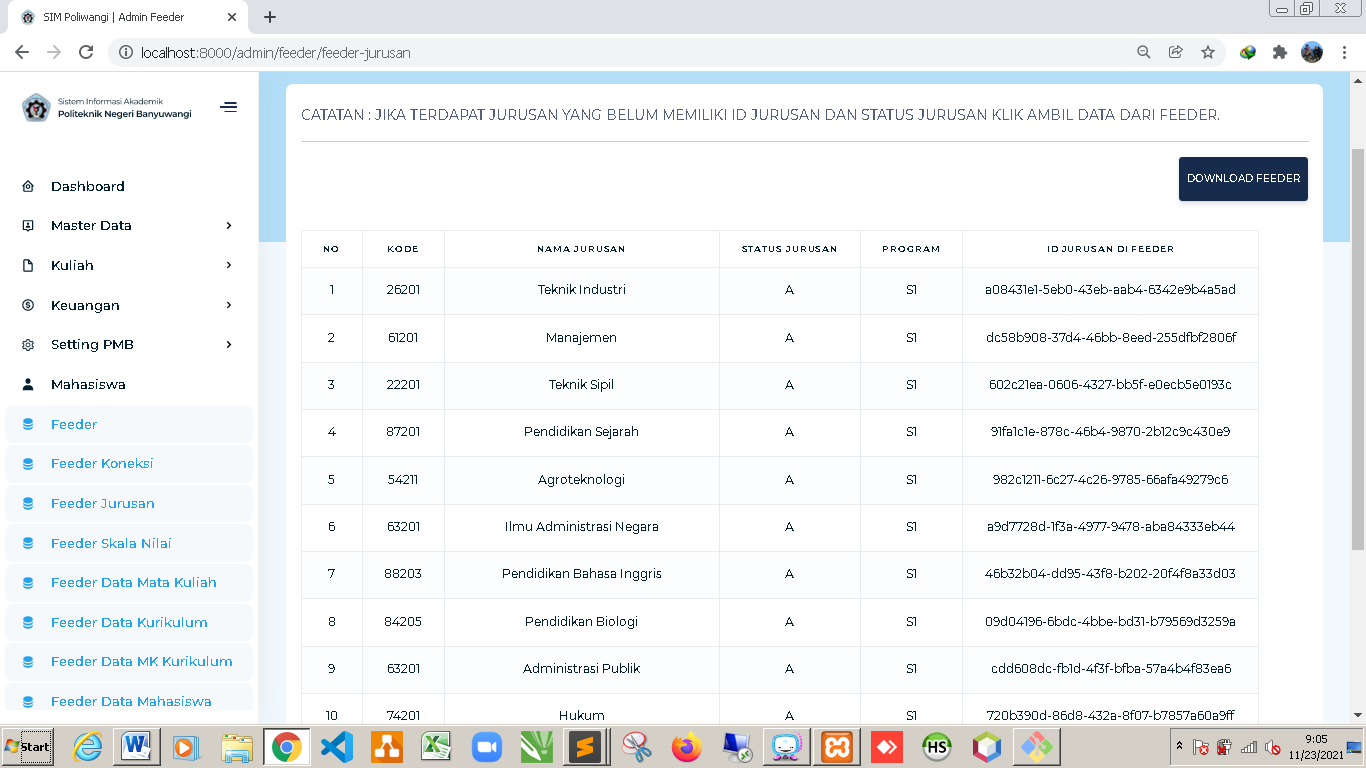 SIM Poliwangi | Admin Feeder
localhost:8000/admin/feeder/feeder-jurusan
Sistem Informasi Akademik
Politeknik Negeri Banyuwangi
Dashboard
Master Data
Kuliah
Keuangan
Setting PMB
Mahasiswa
Feeder
Feeder Koneksi
Feeder Jurusan
Feeder Skala Nilai
Feeder Data Mata Kuliah
Feeder Data Kurikulum
Feeder Data MK Kurikulum
Feeder Data Mahasiswa
CATATAN : JIKA TERDAPAT JURUSAN YANG BELUM MEMILIKI ID JURUSAN DAN STATUS JURUSAN KLIK AMBIL DATA DARI FEEDER.
DOWNLOAD FEEDER
NO KODE NAMA JURUSAN STATUS JURUSAN PROGRAM ID JURUSAN DI FEEDER
1 26201 Teknik Industri A S1 a08431e1-5eb0-43eb-aab4-6342e9b4a5ad
2 61201 Manajemen A S1 dc58b908-37d4-46bb-8eed-255dfbf2806f
3 22201 Teknik Sipil A S1 602c21ea-0606-4327-bb5f-e0ecb5e0193c
4 87201 Pendidikan Sejarah A S1 91fa1c1e-878c-46b4-9870-2b12c9c430e9
5 54211 Agroteknologi A S1 982c1211-6c27-4c26-9785-66afa49279c6
6 63201 Ilmu Administrasi Negara A S1 a9d7728d-1f3a-4977-9478-aba84333eb44
7 88203 Pendidikan Bahasa Inggris A S1 46b32b04-dd95-43f8-b202-20f4f8a33d03
8 84205 Pendidikan Biologi A S1 09d04196-6bdc-4bbe-bd31-b79569d3259a
9 63201 Administrasi Publik A S1 cdd608dc-fb1d-4f3f-bfba-57a4b4f83ea6
10 74201 Hukum A S1 720b390d-86d8-432a-8f07-b7857a60a9ff
Start
HS
9:05
11/23/2021